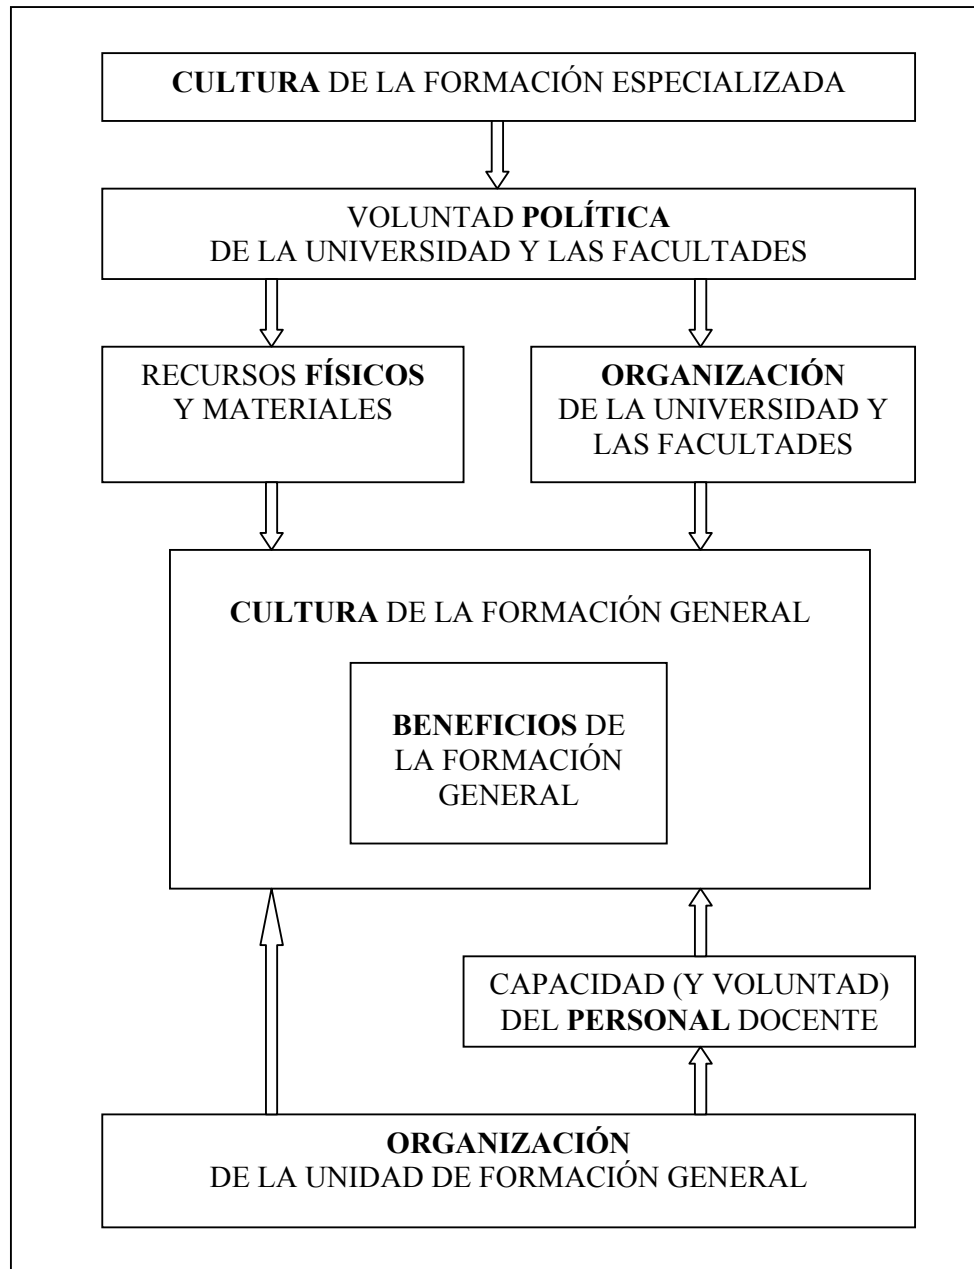 CULTURA DE LA FORMACIÓN ESPECIALIZADA
VOLUNTAD POLÍTICA
DE LA UNIVERSIDAD Y LAS FACULTADES
RECURSOS FÍSICOS
Y MATERIALES
ORGANIZACIÓN
DE LA UNIVERSIDAD Y
LAS FACULTADES
CULTURA DE LA FORMACIÓN GENERAL
BENEFICIOS DE
LA FORMACIÓN
GENERAL
CAPACIDAD (Y VOLUNTAD)
DEL PERSONAL DOCENTE
ORGANIZACIÓN
DE LA UNIDAD DE FORMACIÓN GENERAL